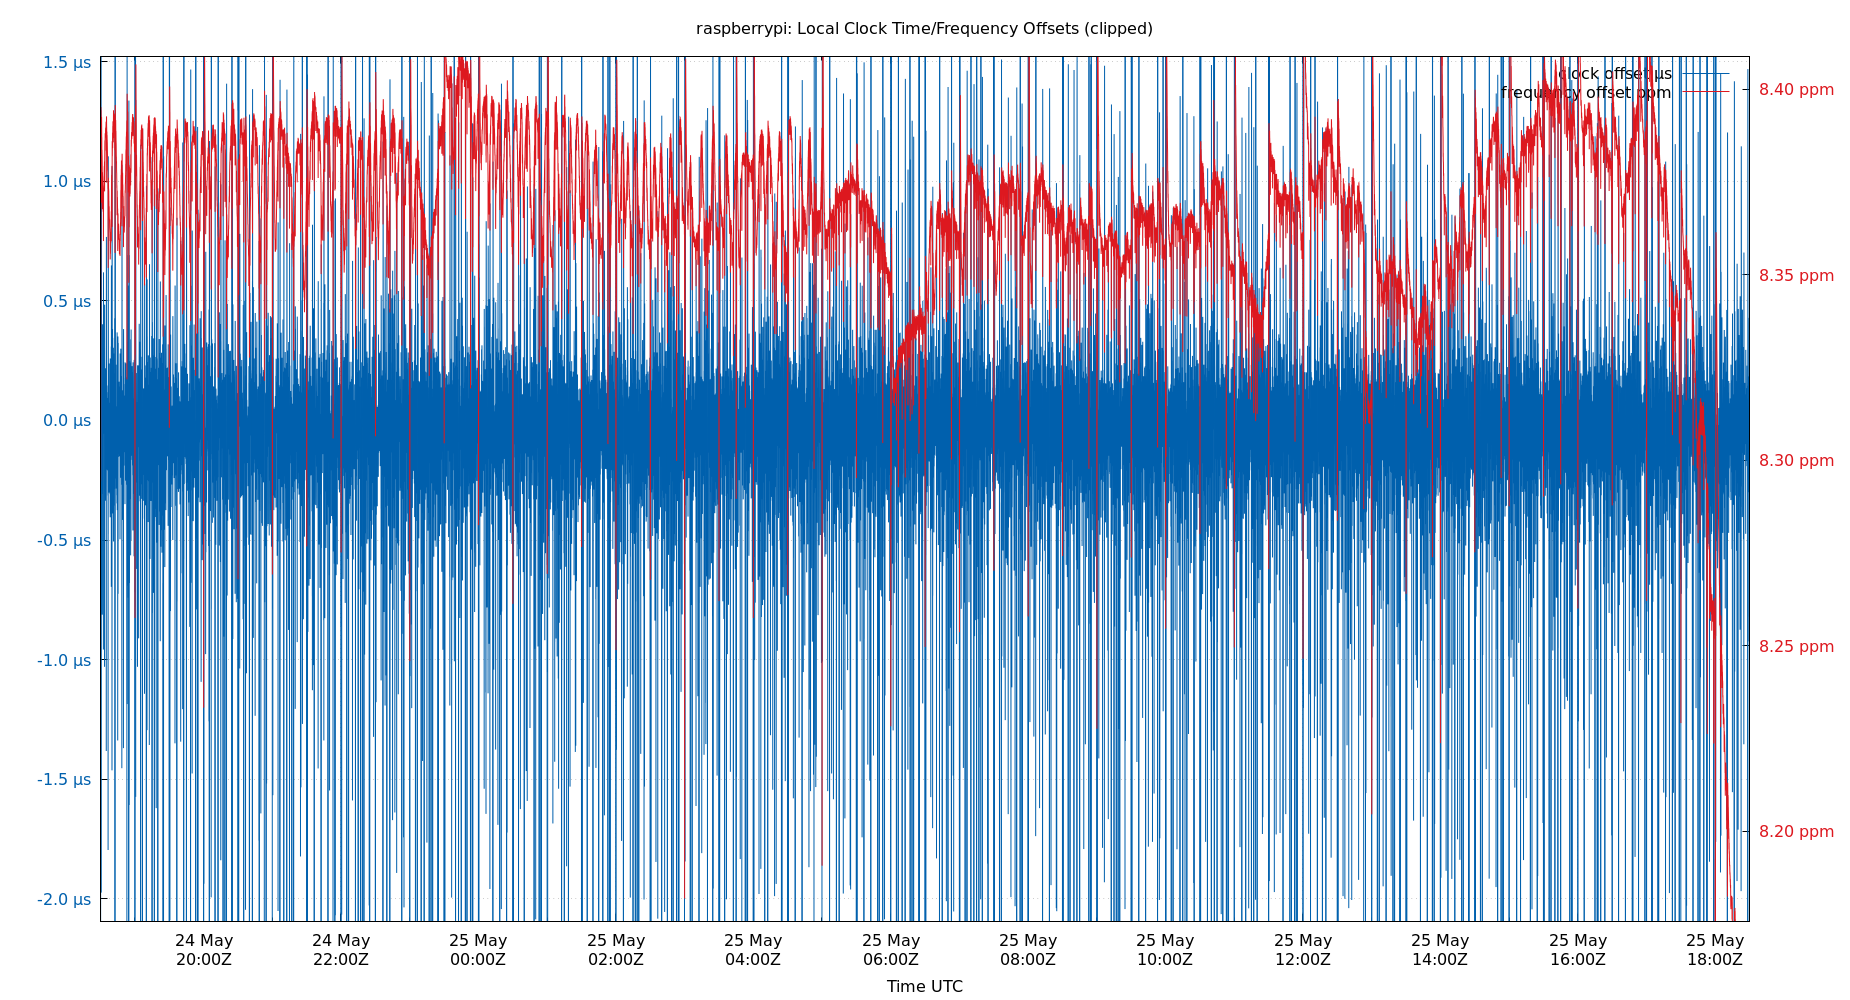 raspberrypi: Local Clock Time/Frequency Offsets (clipped)
clock offset µs
frequency offset ppm
1.5 µs
1.0 µs
0.5 µs
0.0 µs
-0.5 µs
-1.0 µs
-1.5 µs
-2.0 µs
8.40 ppm
8.35 ppm
8.30 ppm
8.25 ppm
8.20 ppm
24 May 24 May 25 May 25 May 25 May 25 May 25 May 25 May 25 May 25 May 25 May 25 May
20:00Z 22:00Z 00:00Z 02:00Z 04:00Z 06:00Z 08:00Z 10:00Z 12:00Z 14:00Z 16:00Z 18:00Z
Time UTC